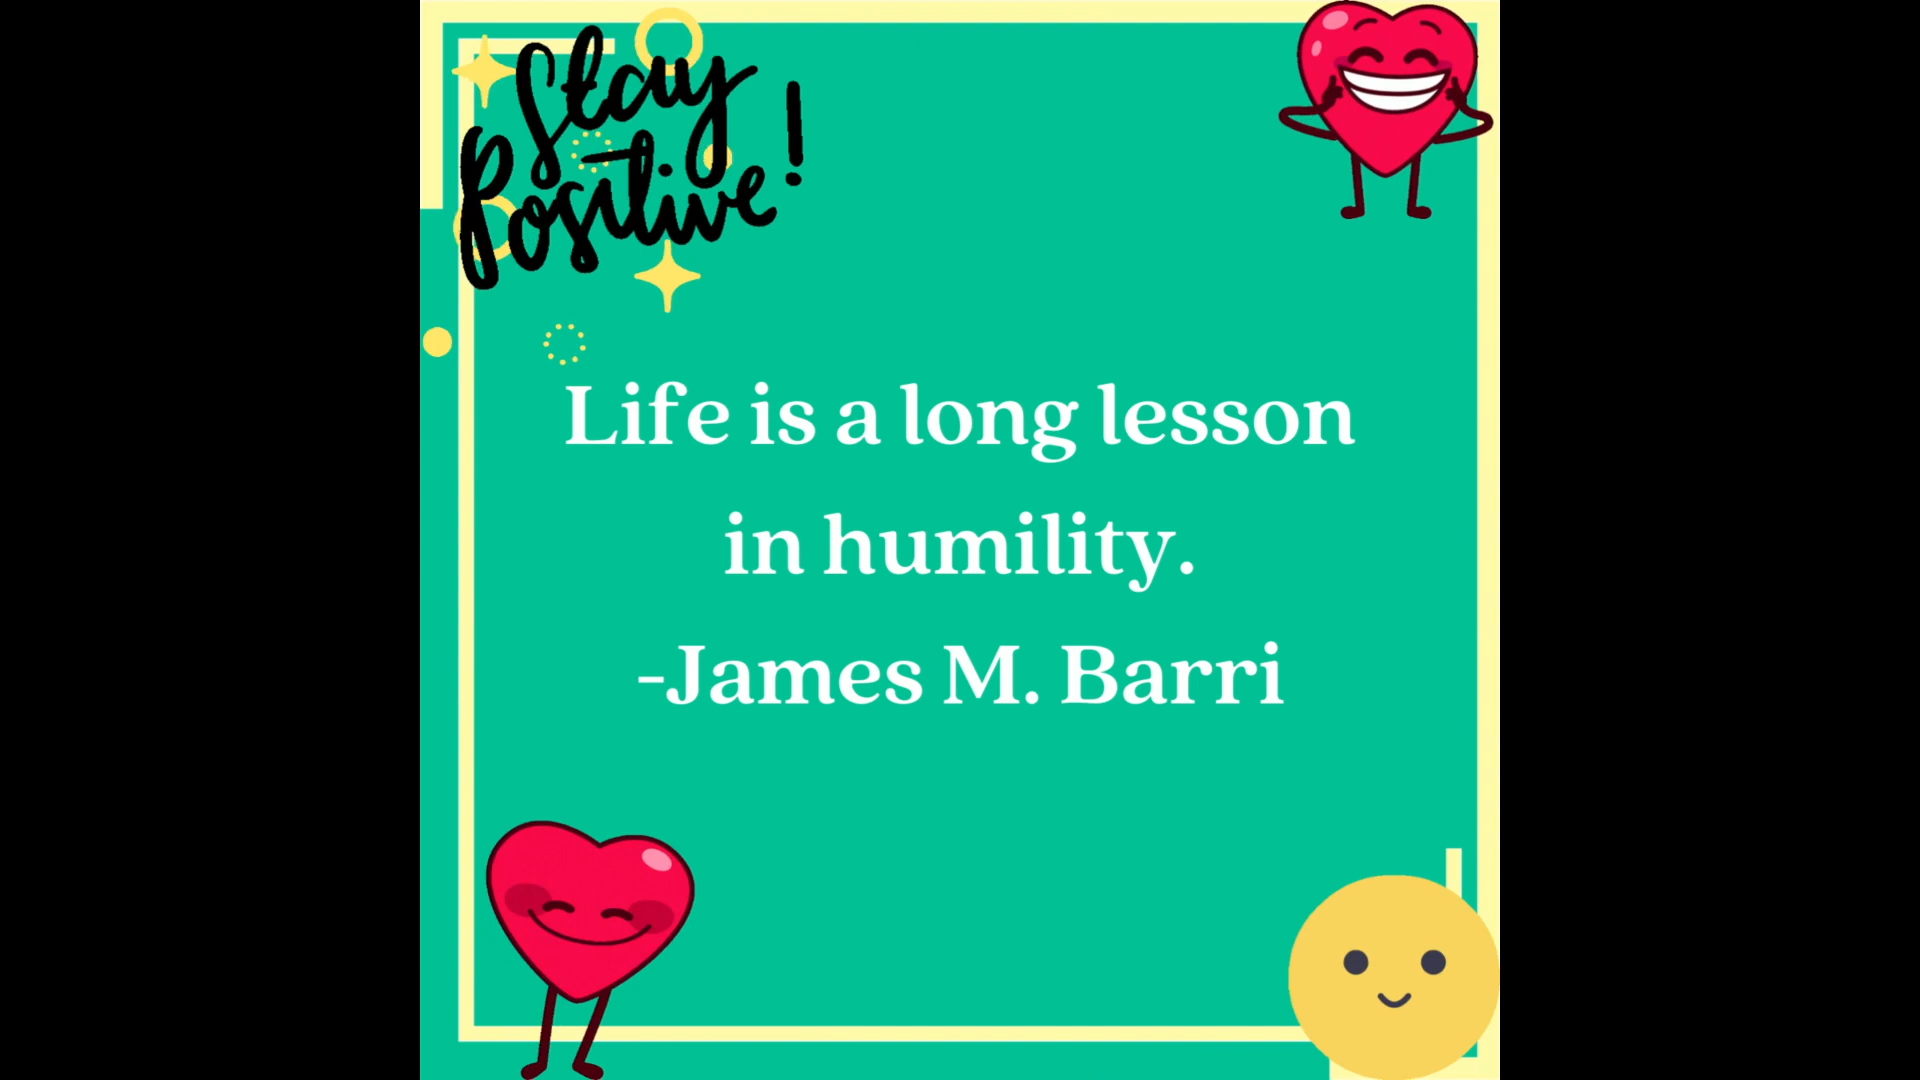 Stay
Positive!
Life is a long lesson
in humility.
-James M. Barri